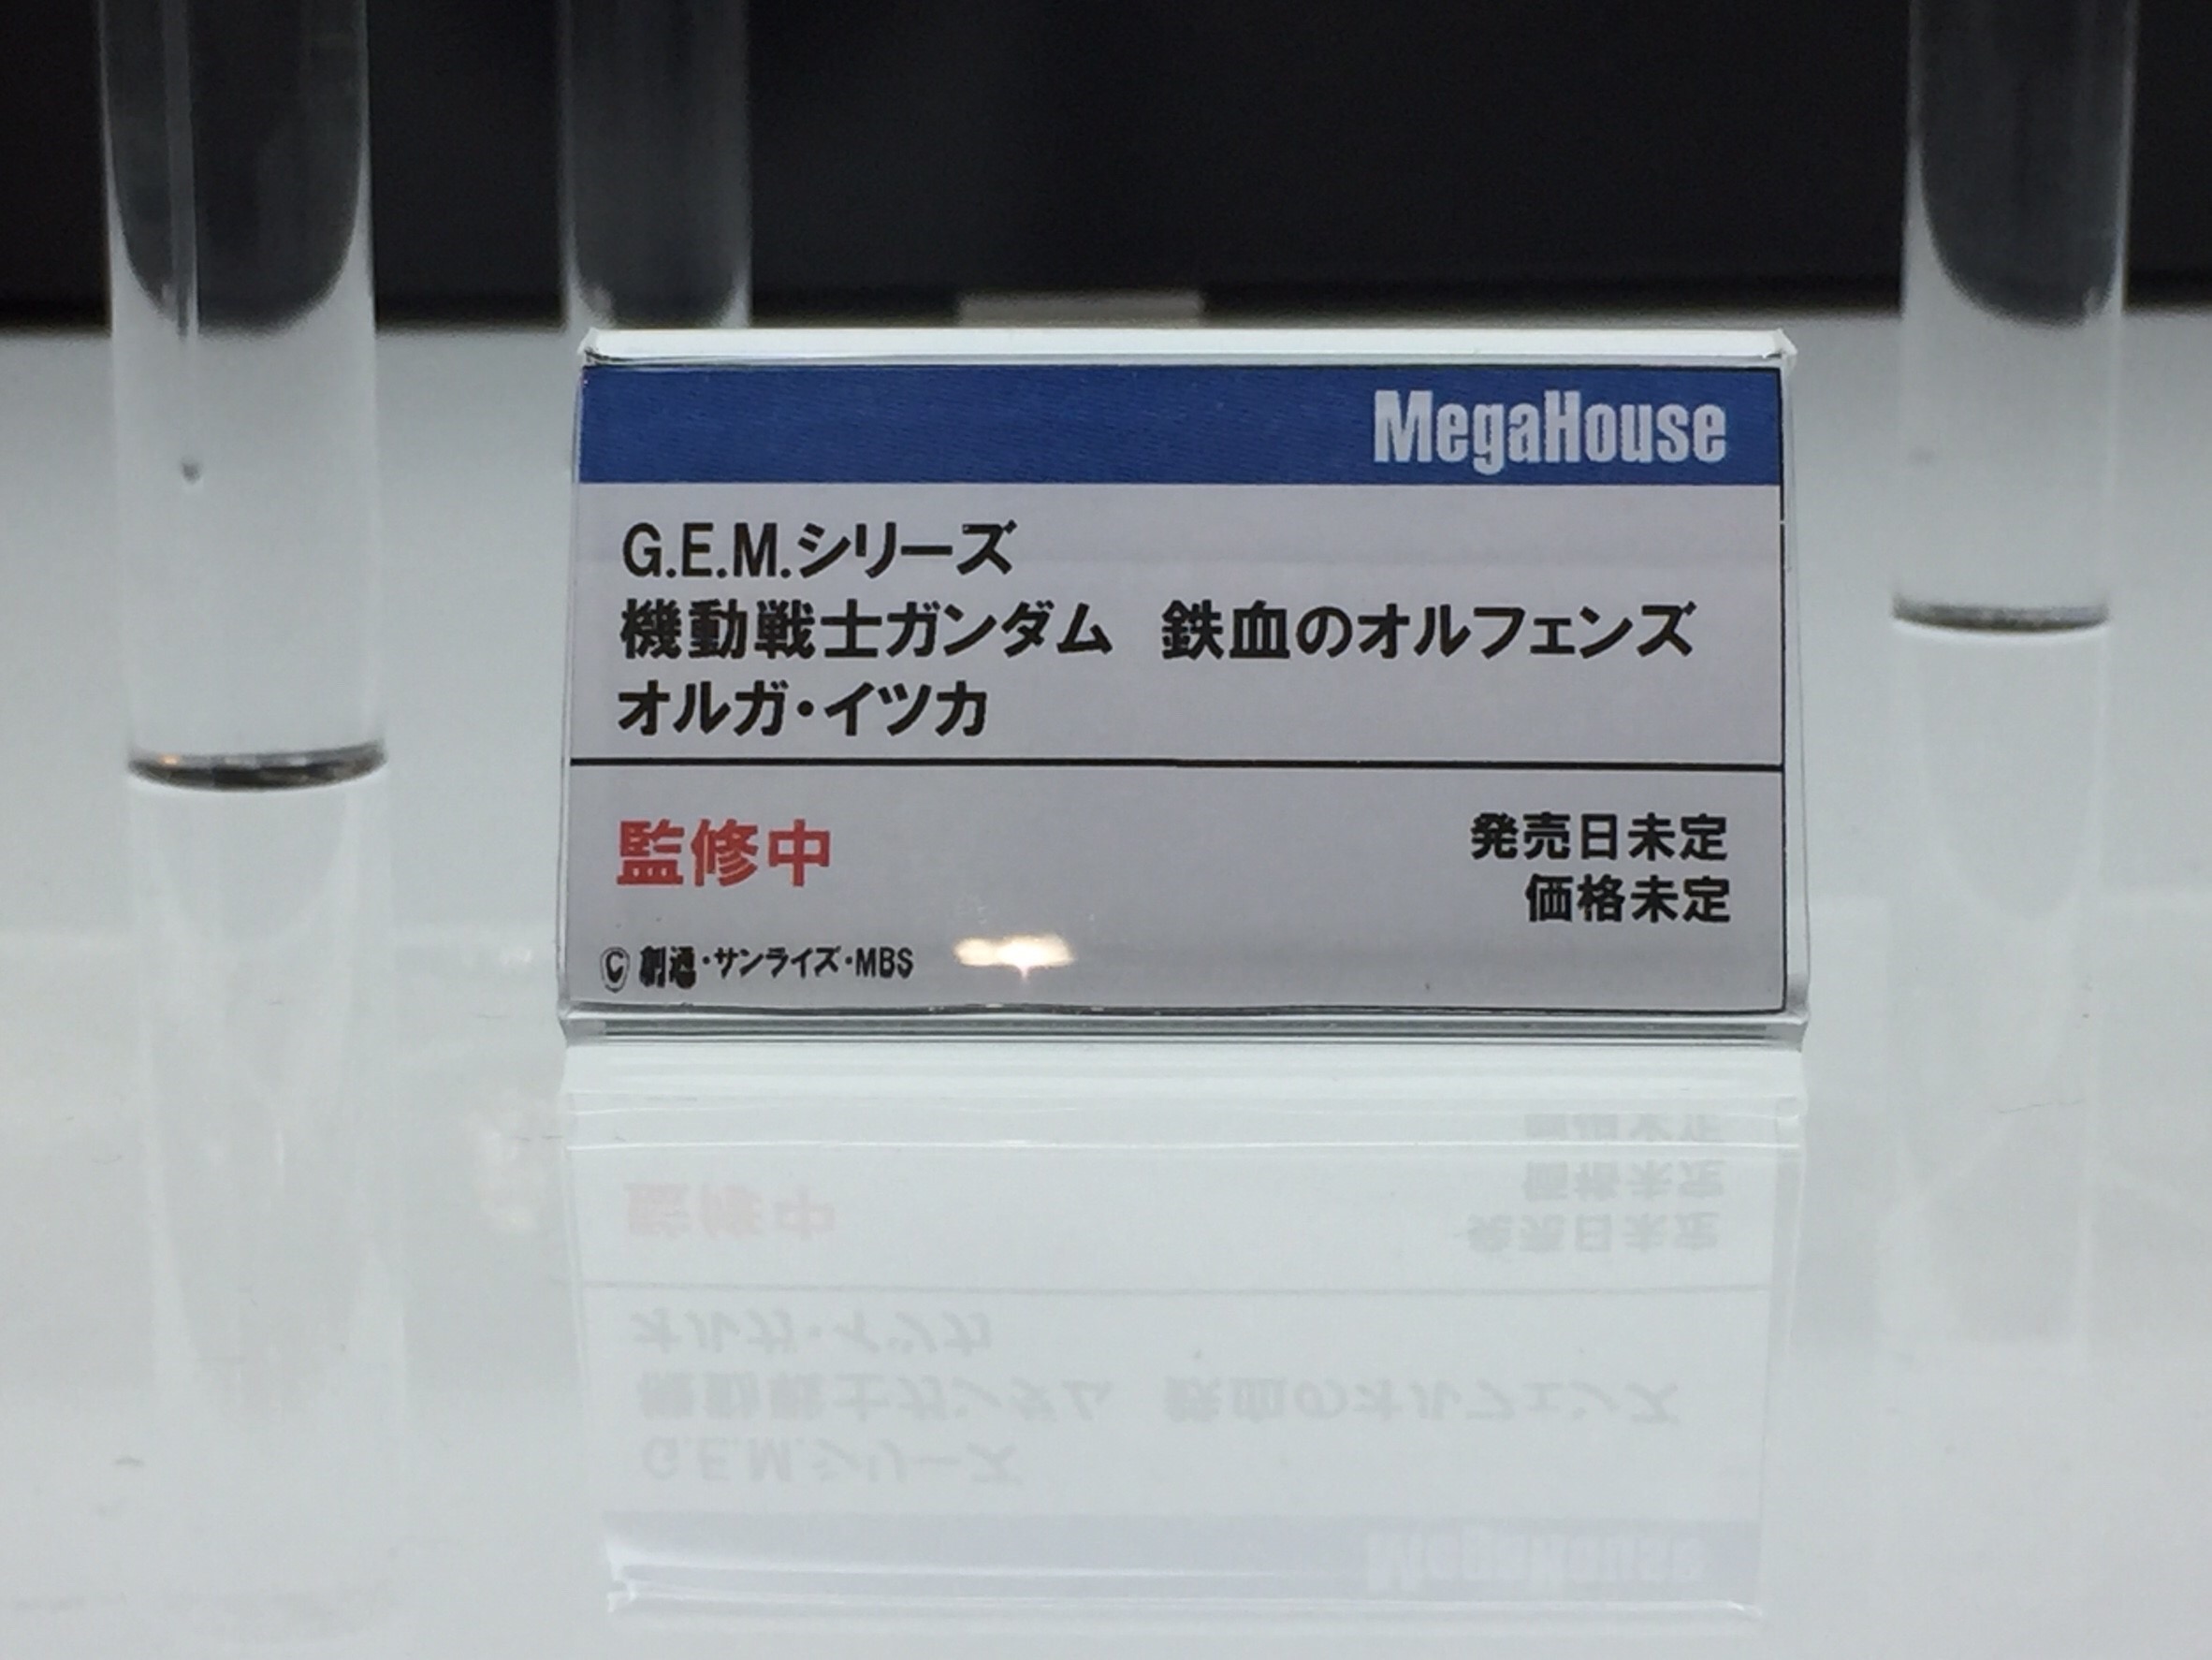 MegaHouse
G.E.M.シリーズ
機動戦士ガンダム 鉄血のオルフェンズ
オルガ・イツカ
監修中
発売日未定
価格未定
© 創通・サンライズ・MBS